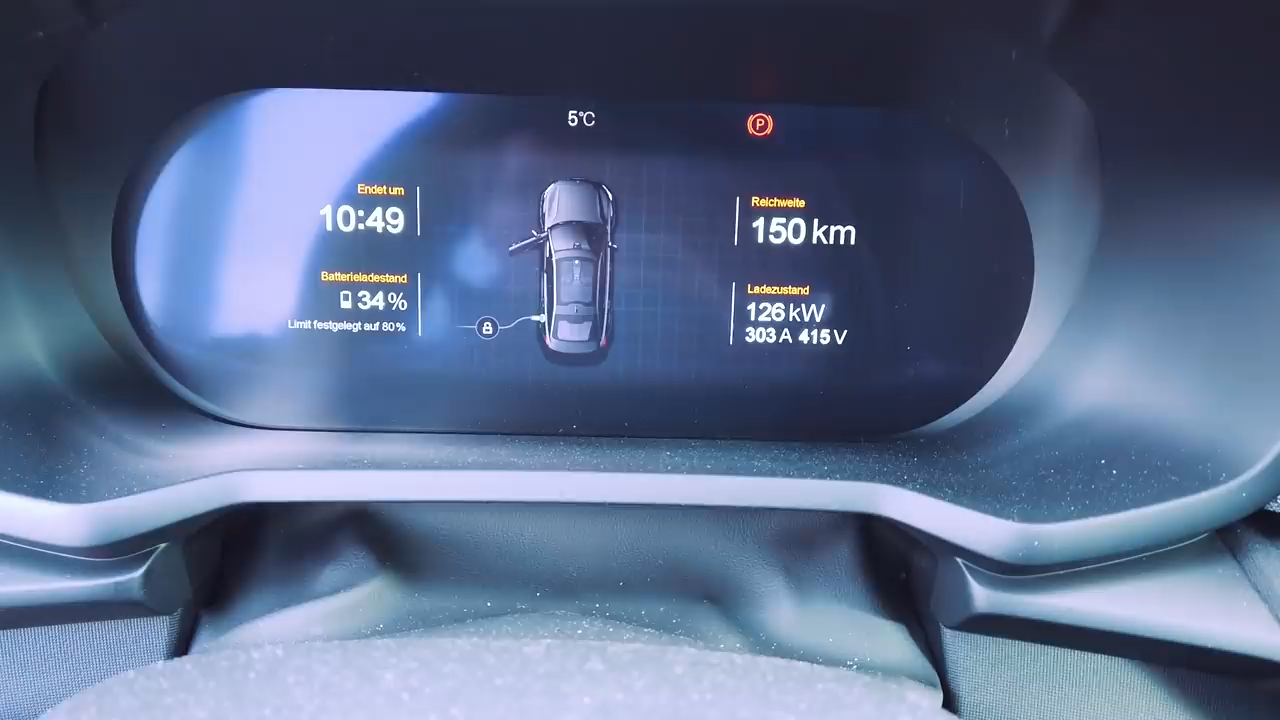 5°C
P
Endet um
10:49
Batterieladestand
34%
Limit festgelegt auf 80%
Reichweite
150 km
Ladezustand
126 kW
303 A 415 V